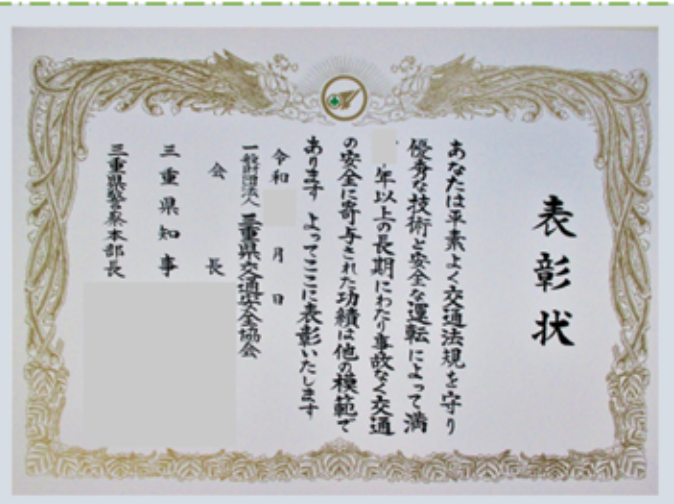 表彰状
あなたは平素よく交通法規を守り
優秀な技術と安全な運転によって満
年以上の長期にわたり事故なく交通
の安全に寄与された功績は他の模範で
あります よってここに表彰いたします
令和 月 日
一般財団法人 三重県交通安全協会
会長
三重県知事
三重県警察本部長